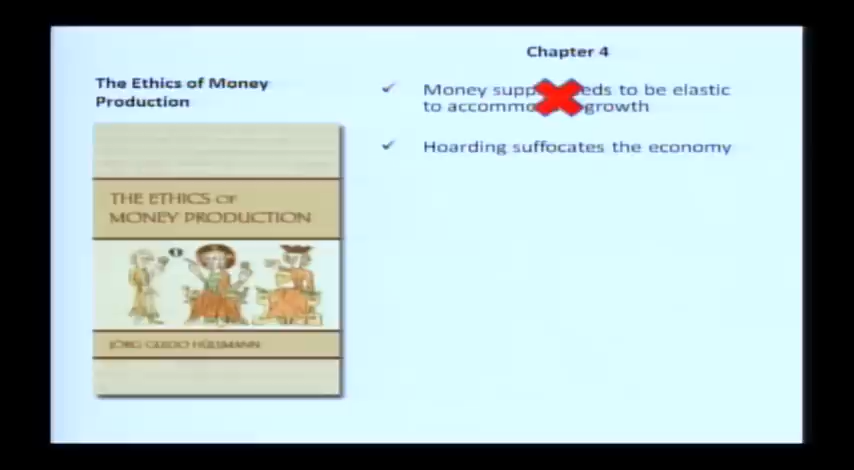 Chapter 4
The Ethics of Money
Production
Money supp eds to be elastic
to accommo growth
Hoarding suffocates the economy
THE ETHICS OF
MONEY PRODUCTION
JÖRG GUIDO HÜLSMANN